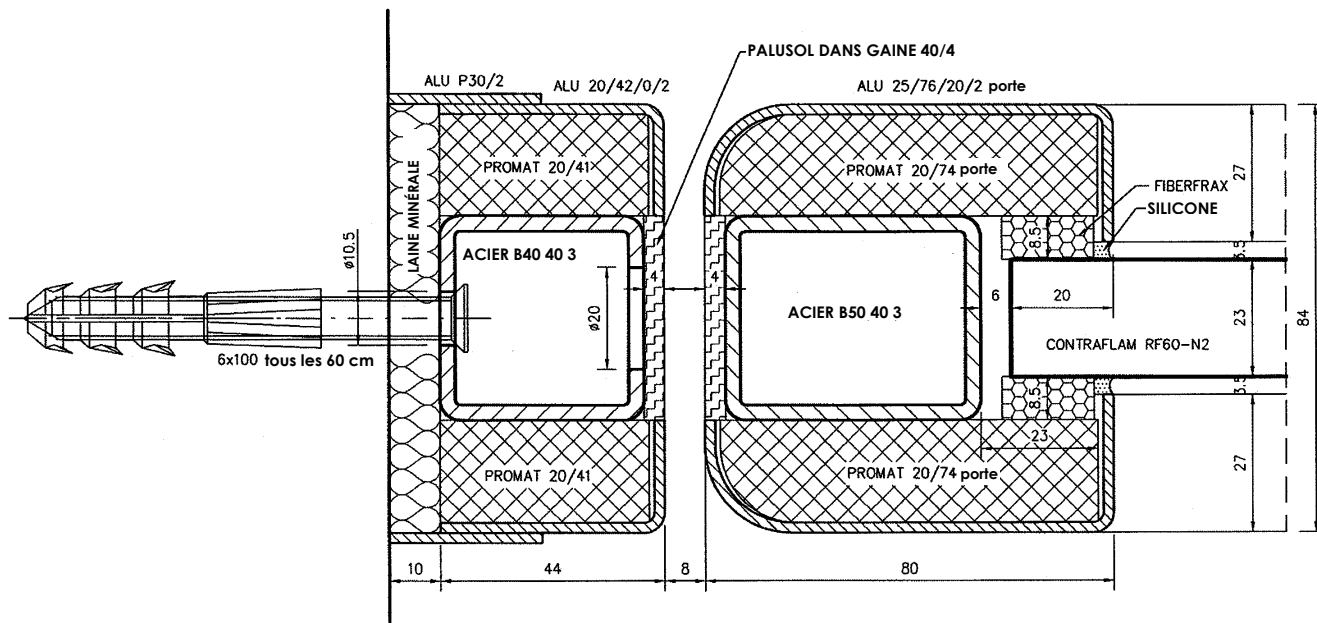 PALUSOL DANS GAINE 40/4
ALU P30/2
ALU 20/42/0/2
ALU 25/76/20/2 porte
LAINE MINÉRALE
PROMAT 20/41
PROMAT 20/74 porte
27
FIBERFRAX
SILICONE
8.5
3.5
ø10.5
ACIER B40 40 3
4
4
6
20
ø20
ACIER B50 40 3
23
84
CONTRAFLAM RF60-N2
6x100 tous les 60 cm
8.5
3.5
23
PROMAT 20/41
PROMAT 20/74 porte
27
10
44
8
80